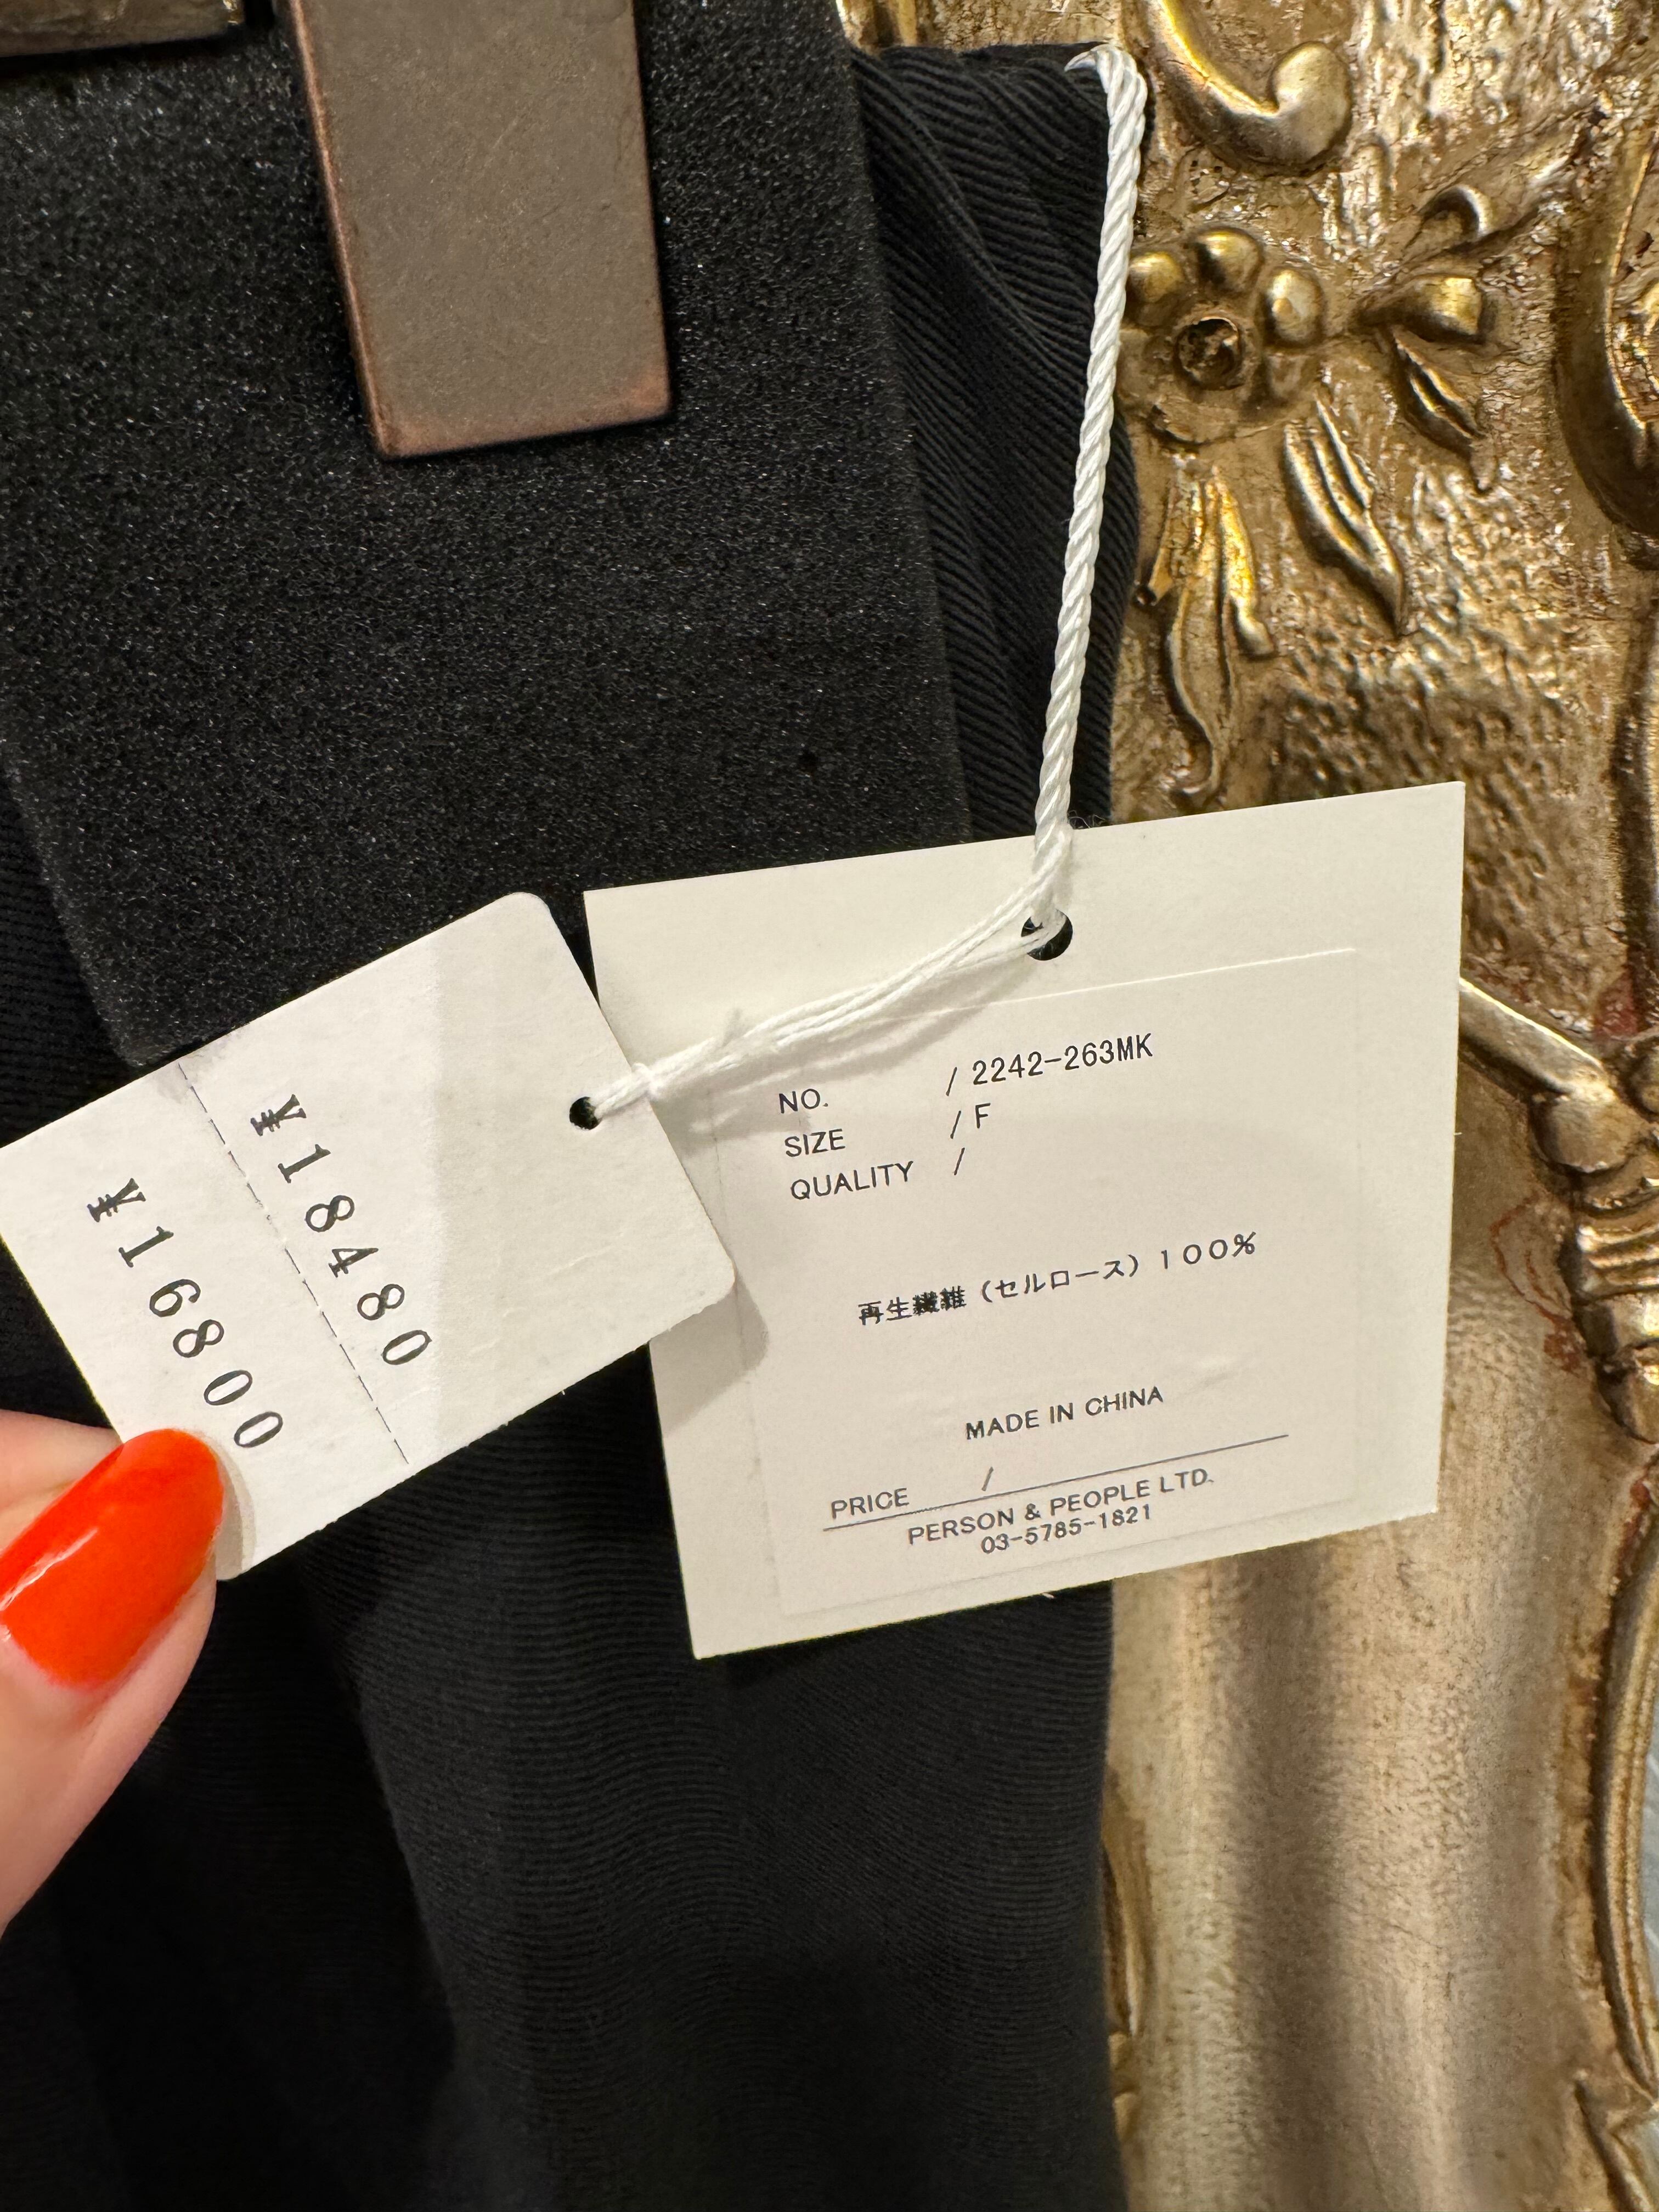 ¥18480
¥16800
NO. / 2242-263MK
SIZE / F
QUALITY /
再生繊維(セルロース)100%
MADE IN CHINA
PRICE /
PERSON & PEOPLE LTD.
03-5785-1821